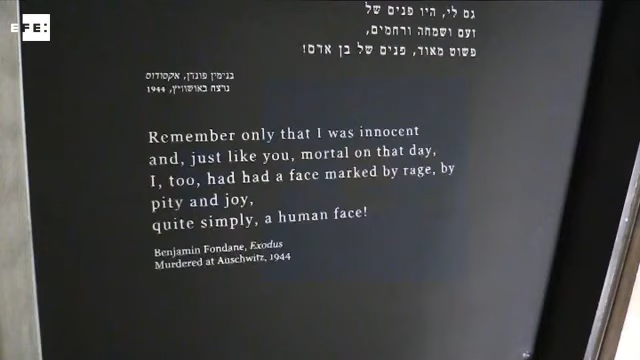 EFE:
גם לי, היו פנים של
זעם ושמחה ורחמים,
פשוט מאוד, פנים של בן אדם!
בנימין פונדן, אקסודוס
נרצח באושוויץ, 1944
Remember only that I was innocent
and, just like you, mortal on that day,
I, too, had had a face marked by rage, by
pity and joy,
quite simply, a human face!
Benjamin Fondane, Exodus
Murdered at Auschwitz, 1944